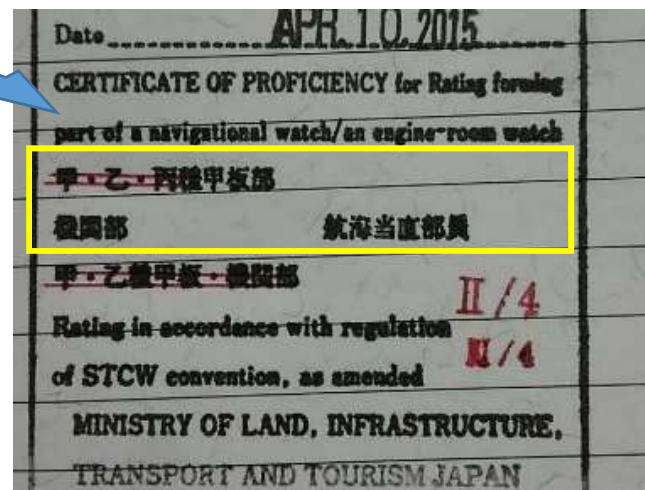 Date APR. 10. 2015
CERTIFICATE OF PROFICIENCY for Rating forming
part of a navigational watch/an engine-room watch
甲・乙・丙種甲板部
機関部 航海当直部員
甲・乙種甲板・機関部
II/4
Rating in accordance with regulation
III/4
of STCW convention, as amended
MINISTRY OF LAND, INFRASTRUCTURE,
TRANSPORT AND TOURISM JAPAN